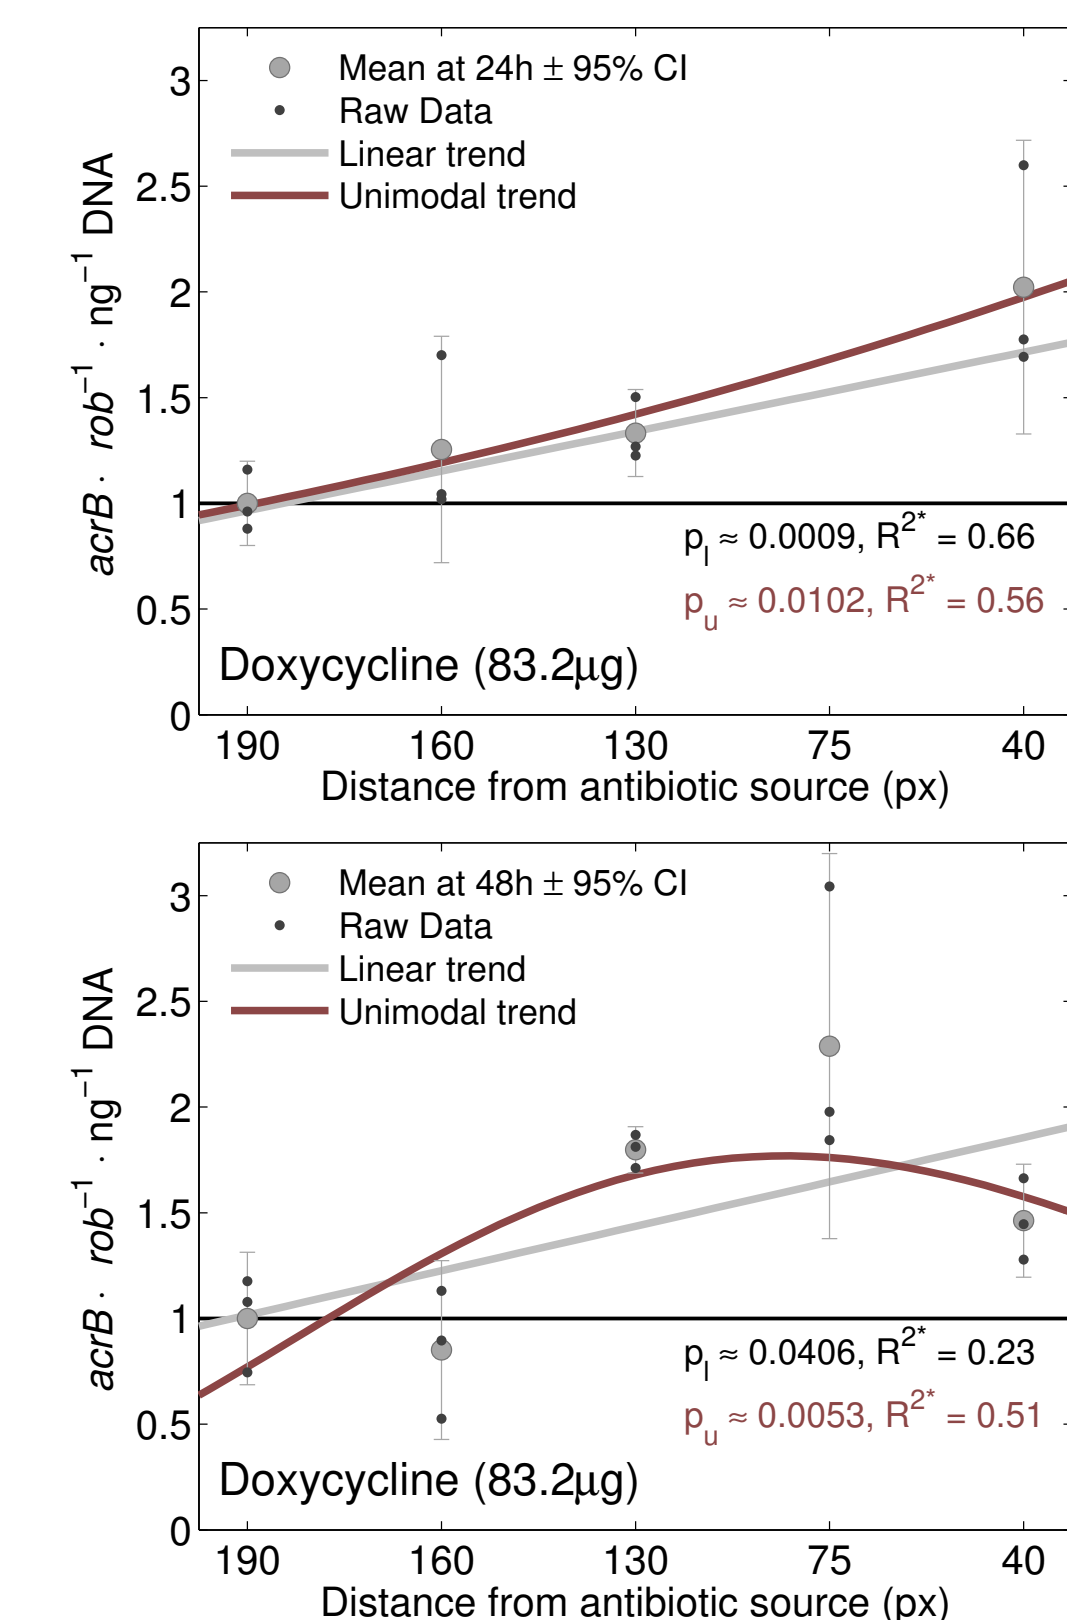 Mean at 24h ± 95% CI
Raw Data
Linear trend
Unimodal trend
3
2.5
2
1.5
1
0.5
0
acrB · rob⁻¹ · ng⁻¹ DNA
p_l ≈ 0.0009, R²* = 0.66
p_u ≈ 0.0102, R²* = 0.56
Doxycycline (83.2µg)
190 160 130 75 40
Distance from antibiotic source (px)
Mean at 48h ± 95% CI
Raw Data
Linear trend
Unimodal trend
3
2.5
2
1.5
1
0.5
0
acrB · rob⁻¹ · ng⁻¹ DNA
p_l ≈ 0.0406, R²* = 0.23
p_u ≈ 0.0053, R²* = 0.51
Doxycycline (83.2µg)
190 160 130 75 40
Distance from antibiotic source (px)